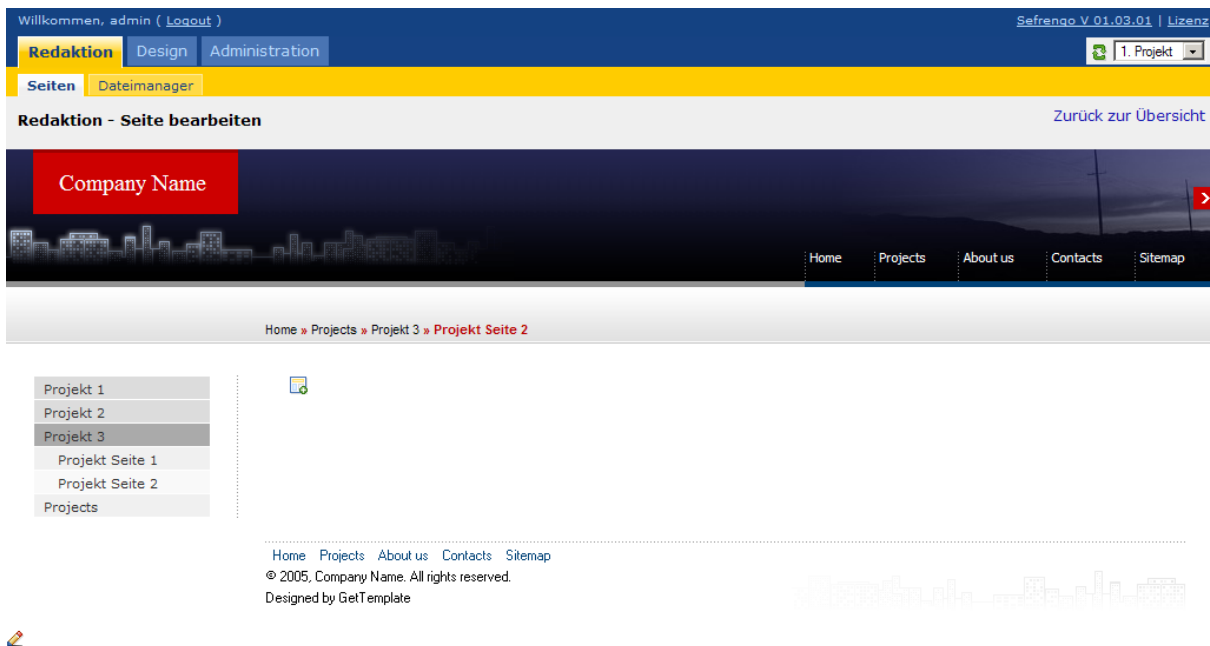 Willkommen, admin ( Logout )
Sefrengo V 01.03.01 | Lizenz
Redaktion Design Administration
1. Projekt
Seiten Dateimanager
Redaktion - Seite bearbeiten
Zurück zur Übersicht
Company Name
Home Projects About us Contacts Sitemap
Home » Projects » Projekt 3 » Projekt Seite 2
Projekt 1
Projekt 2
Projekt 3
Projekt Seite 1
Projekt Seite 2
Projects
Home Projects About us Contacts Sitemap
© 2005, Company Name. All rights reserved.
Designed by GetTemplate